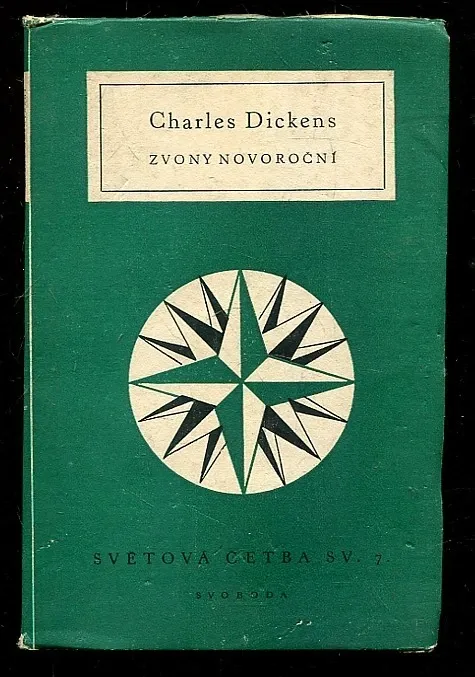 Charles Dickens
ZVONY NOVOROČNÍ
SVĚTOVÁ ČETBA SV. 7.
SVOBODA